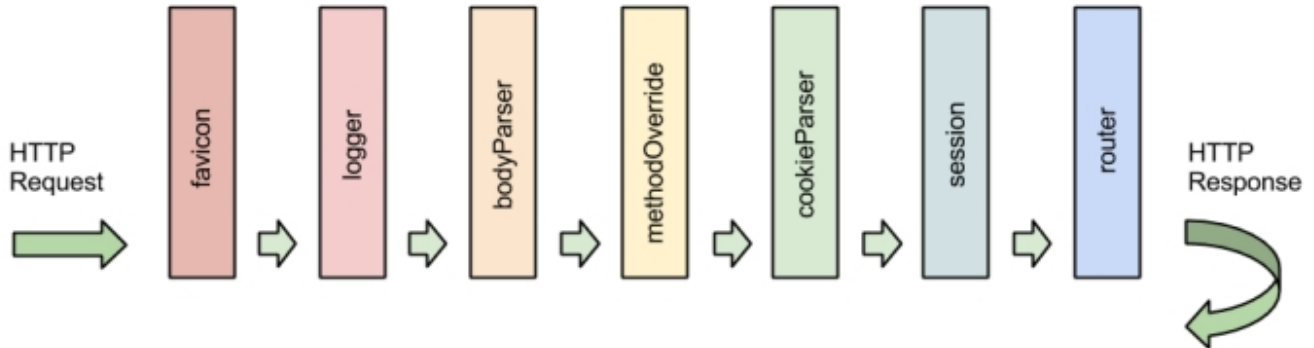 HTTP
Request
favicon
logger
bodyParser
methodOverride
cookieParser
session
router
HTTP
Response